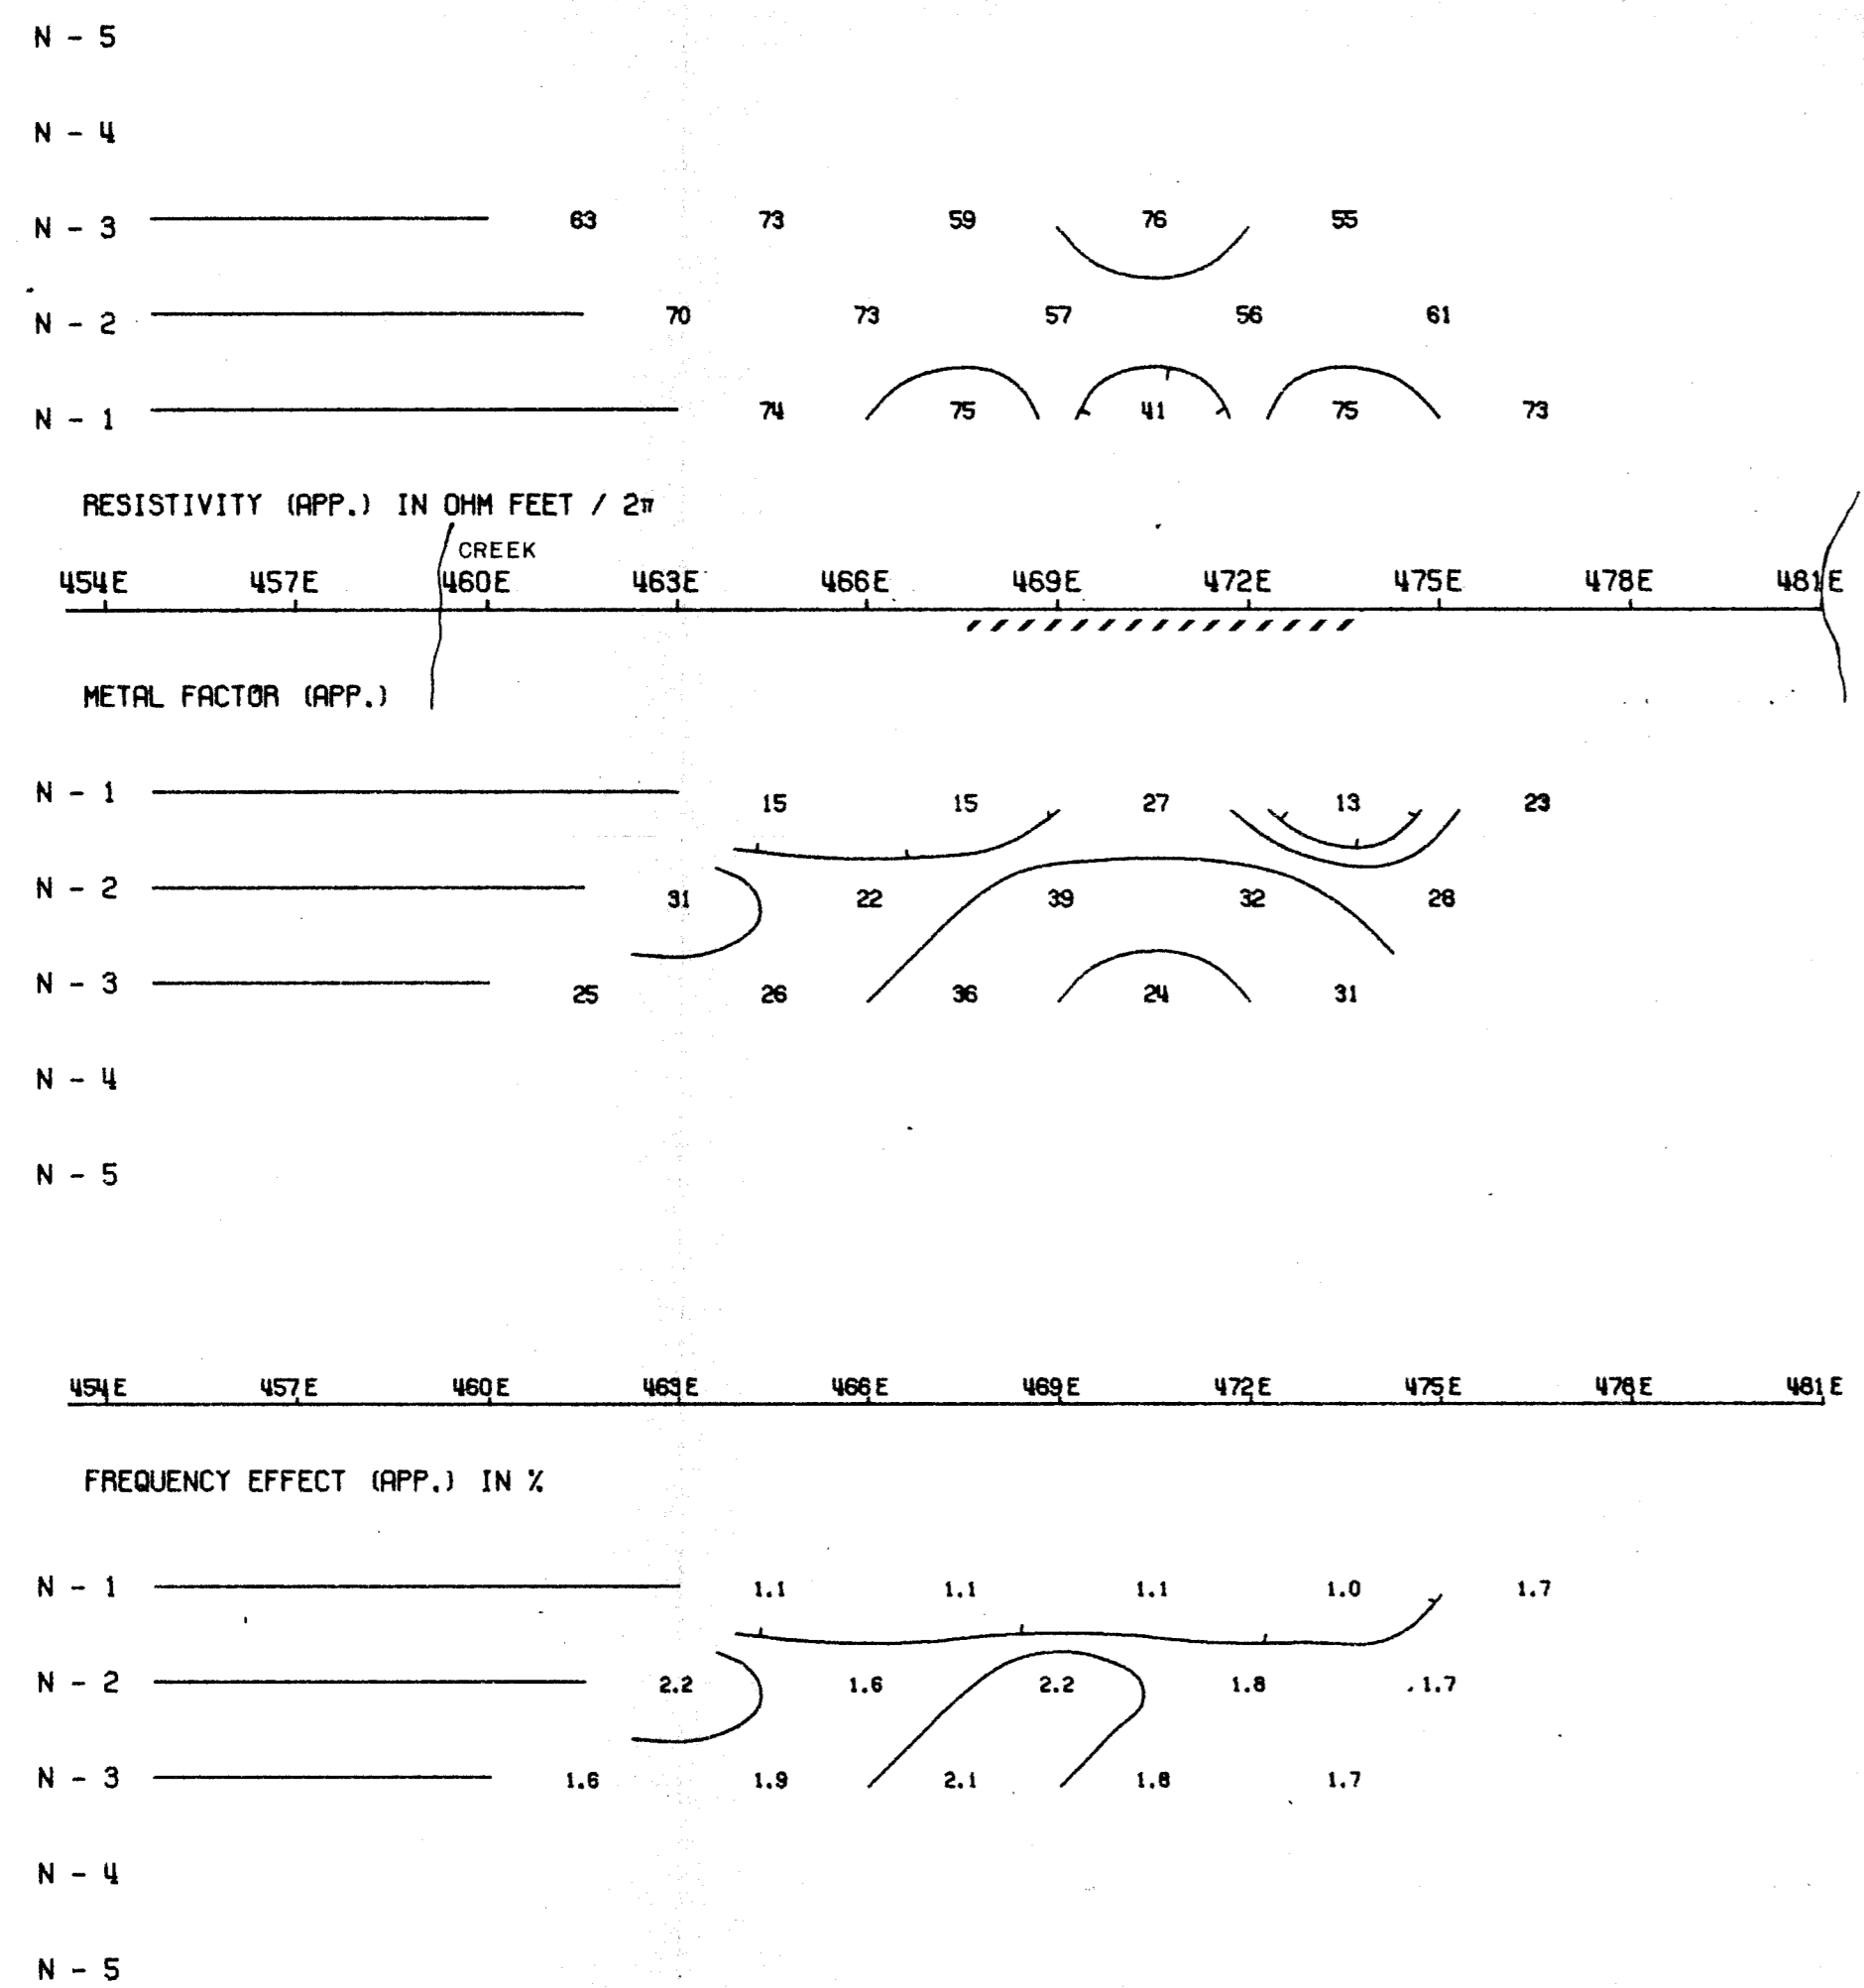 N - 5
N - 4
N - 3 63 73 59 76 55
N - 2 70 73 57 56 61
N - 1 74 75 41 75 73
RESISTIVITY (APP.) IN OHM FEET / 2π
CREEK
454E 457E 460E 463E 466E 469E 472E 475E 478E 481E
METAL FACTOR (APP.)
N - 1 15 15 27 13 23
N - 2 31 22 39 32 28
N - 3 25 26 36 24 31
N - 4
N - 5
454E 457E 460E 463E 466E 469E 472E 475E 478E 481E
FREQUENCY EFFECT (APP.) IN %
N - 1 1.1 1.1 1.1 1.0 1.7
N - 2 2.2 1.6 2.2 1.8 1.7
N - 3 1.6 1.9 2.1 1.8 1.7
N - 4
N - 5